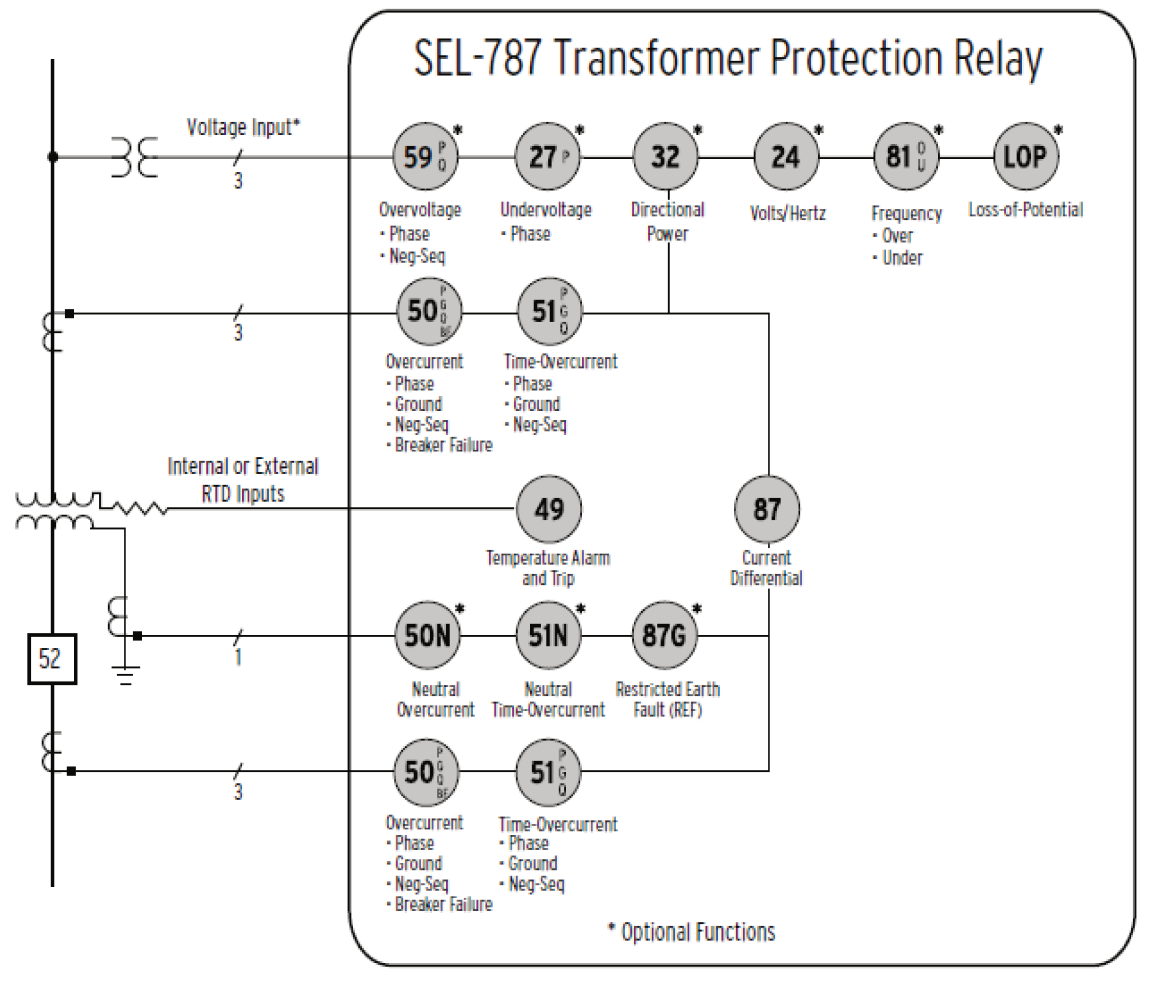 SEL-787 Transformer Protection Relay
Voltage Input*
3
59 P Q *
27 P *
32 *
24 *
81 O U *
LOP *
Overvoltage
· Phase
· Neg-Seq
Undervoltage
· Phase
Directional
Power
Volts/Hertz
Frequency
· Over
· Under
Loss-of-Potential
3
50 P G Q BF
51 P G Q
Overcurrent
· Phase
· Ground
· Neg-Seq
· Breaker Failure
Time-Overcurrent
· Phase
· Ground
· Neg-Seq
Internal or External
RTD Inputs
49
87
Temperature Alarm
and Trip
Current
Differential
52
1
50N *
51N *
87G *
Neutral
Overcurrent
Neutral
Time-Overcurrent
Restricted Earth
Fault (REF)
3
50 P G Q BF
51 P G Q
Overcurrent
· Phase
· Ground
· Neg-Seq
· Breaker Failure
Time-Overcurrent
· Phase
· Ground
· Neg-Seq
* Optional Functions